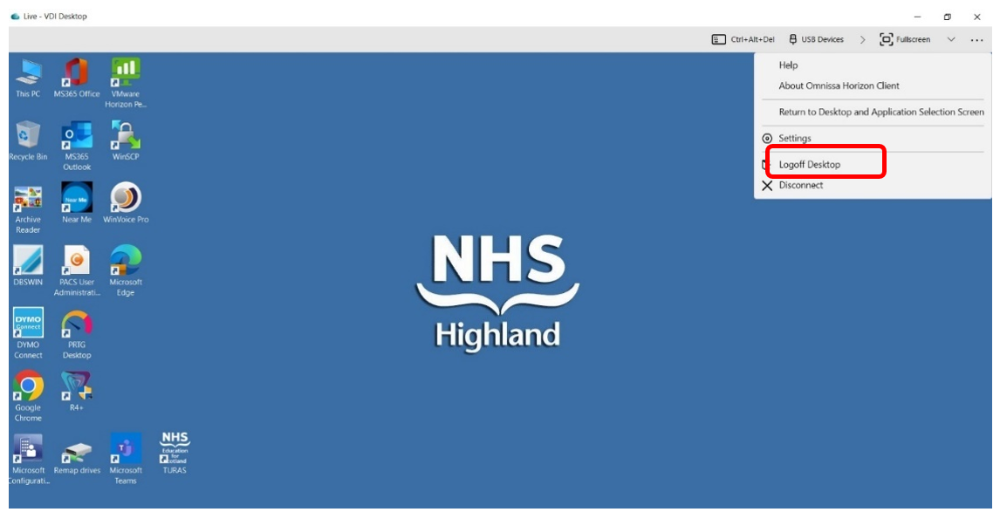 Live - VDI Desktop
Ctrl+Alt+Del USB Devices Fullscreen
Help
About Omnissa Horizon Client
Return to Desktop and Application Selection Screen
Settings
Logoff Desktop
Disconnect
This PC
MS365 Office
VMware
Horizon Pe...
Recycle Bin
MS365
Outlook
WinSCP
Archive
Reader
Near Me
Near Me
WinVoice Pro
DBSWIN
PACS User
Administrati...
Microsoft
Edge
DYMO
Connect
DYMO
Connect
PRTG
Desktop
Google
Chrome
R4+
Microsoft
Configurati...
Remap drives
Microsoft
Teams
NHS
Education
for
TURAS
NHS
Highland